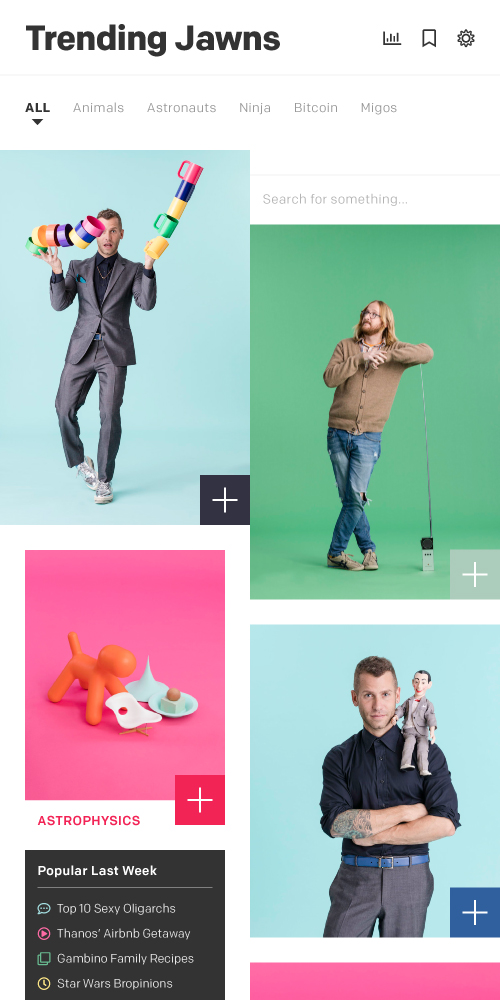 Trending Jawns
ALL Animals Astronauts Ninja Bitcoin Migos
Search for something...
ASTROPHYSICS
Popular Last Week
Top 10 Sexy Oligarchs
Thanos’ Airbnb Getaway
Gambino Family Recipes
Star Wars Bropinions